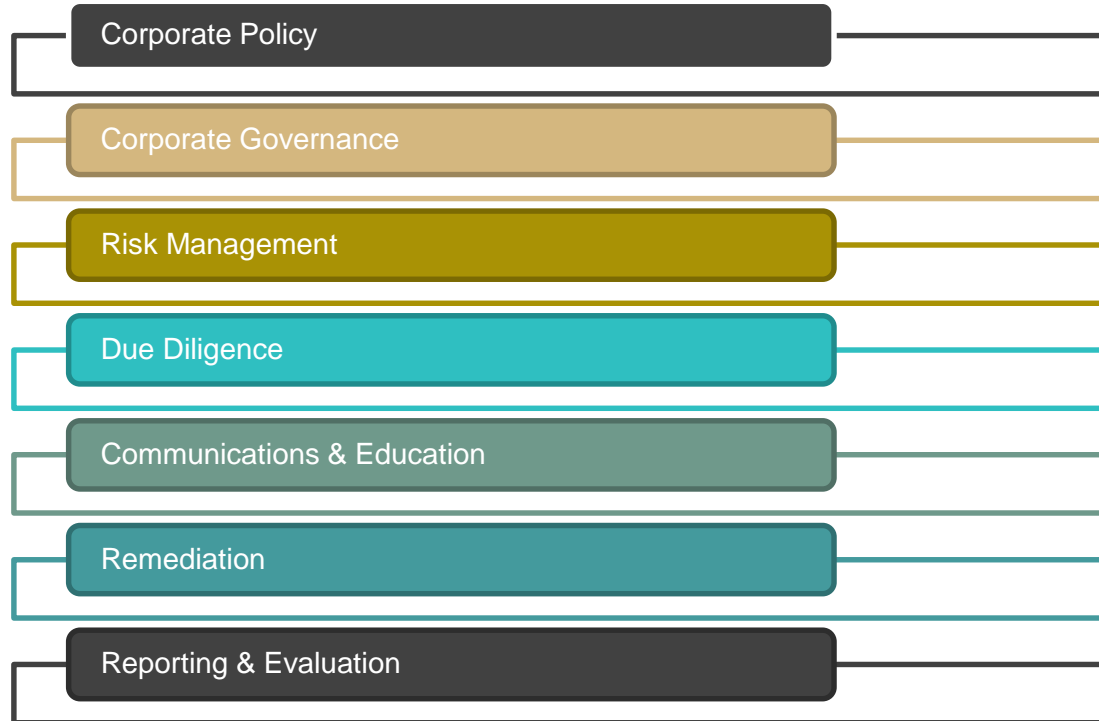 Corporate Policy
Corporate Governance
Risk Management
Due Diligence
Communications & Education
Remediation
Reporting & Evaluation